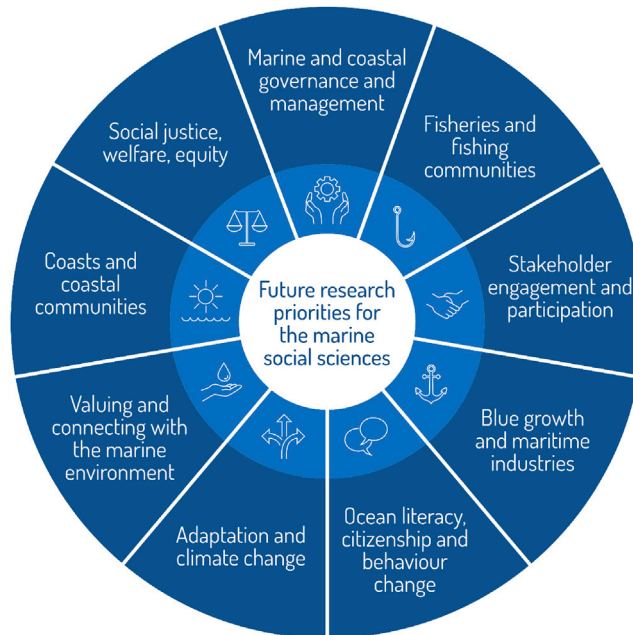 Marine and coastal
governance and
management
Fisheries and
fishing
communities
Stakeholder
engagement and
participation
Blue growth
and maritime
industries
Ocean literacy,
citizenship and
behaviour
change
Adaptation and
climate change
Valuing and
connecting with
the marine
environment
Coasts and
coastal
communities
Social justice,
welfare, equity
Future research
priorities for
the marine
social sciences